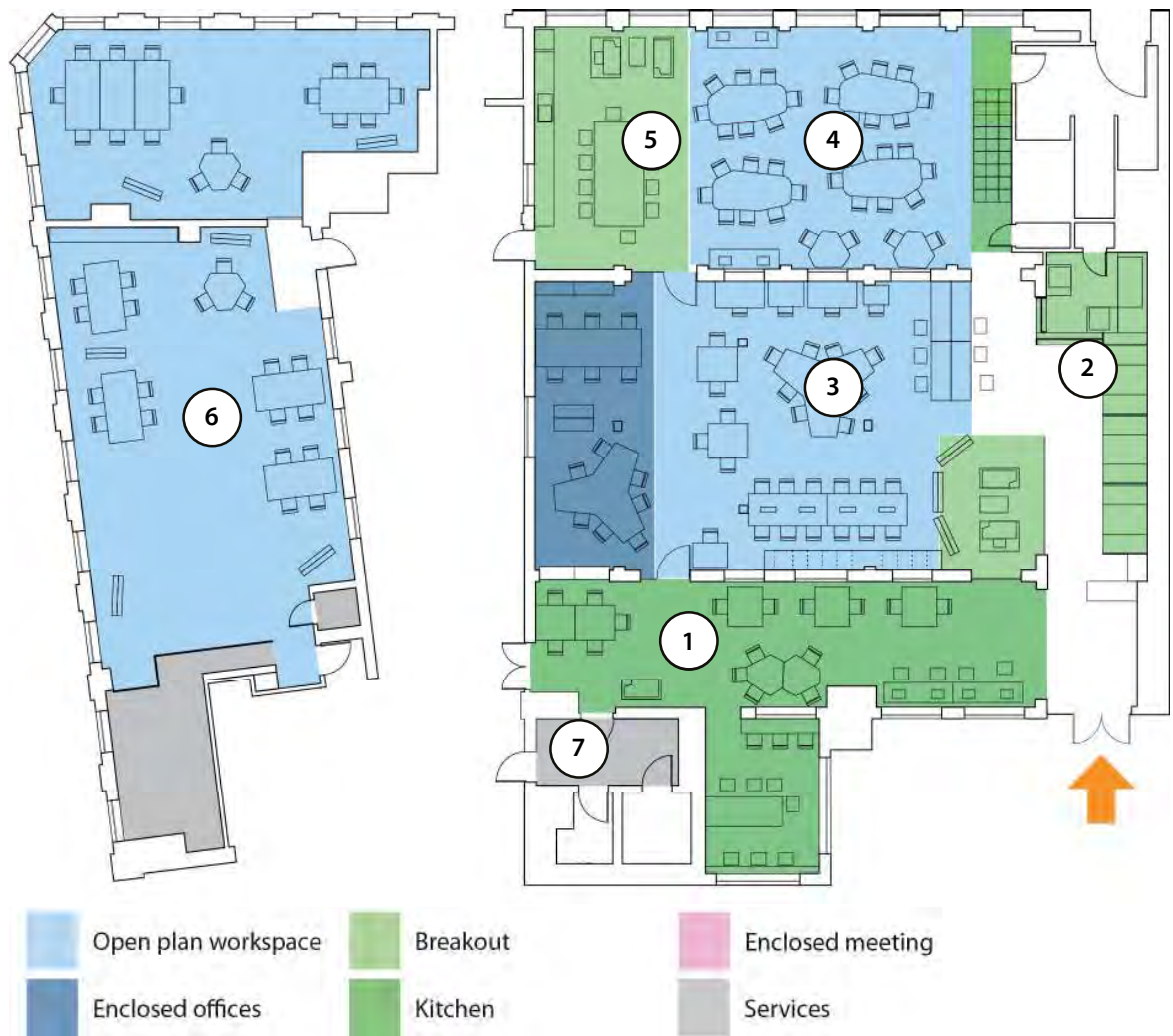 5
4
2
3
6
1
7
Open plan workspace
Breakout
Enclosed meeting
Enclosed offices
Kitchen
Services